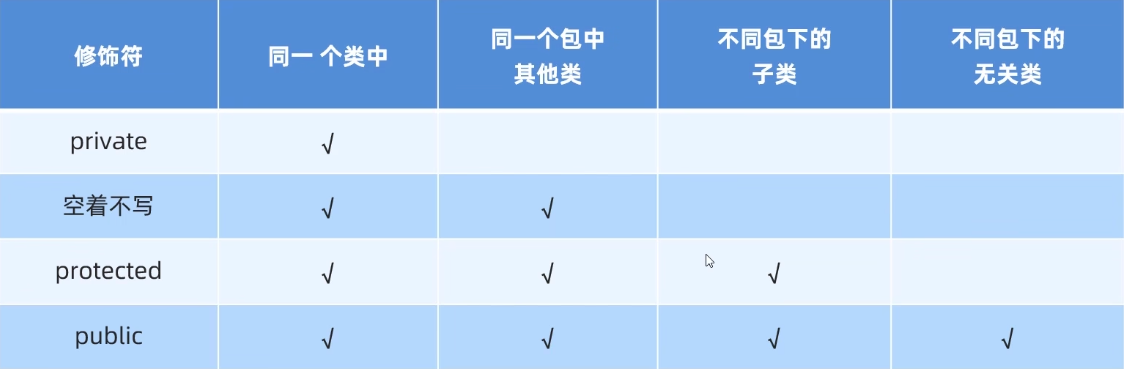 修饰符 同一 个类中 同一个包中 不同包下的 不同包下的
其他类 子类 无关类
private √
空着不写 √ √
protected √ √ √
public √ √ √ √